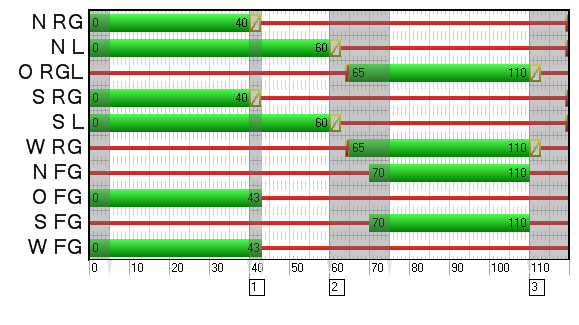 N RG 0 40
N L 0 60
O RGL 65 110
S RG 0 40
S L 0 60
W RG 65 110
N FG 70 110
O FG 0 43
S FG 70 110
W FG 0 43
0 10 20 30 40 50 60 70 80 90 100 110
1 2 3